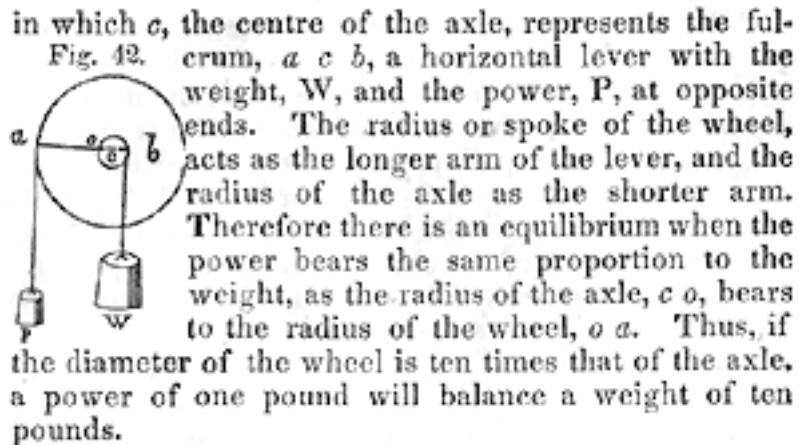 in which c, the centre of the axle, represents the ful-
Fig. 42. crum, a c b, a horizontal lever with the
weight, W, and the power, P, at opposite
ends. The radius or spoke of the wheel,
a o c b
acts as the longer arm of the lever, and the
radius of the axle as the shorter arm.
Therefore there is an equilibrium when the
power bears the same proportion to the
weight, as the radius of the axle, c o, bears
P W
to the radius of the wheel, o a. Thus, if
the diameter of the wheel is ten times that of the axle,
a power of one pound will balance a weight of ten
pounds.